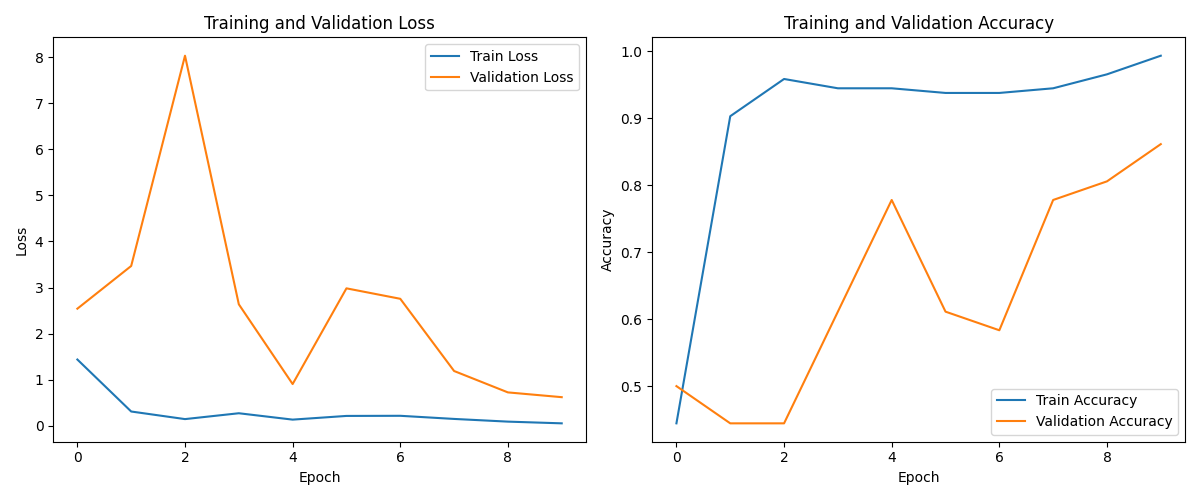 Training and Validation Loss
Train Loss
Validation Loss
8
7
6
5
4
3
2
1
0
Loss
0
2
4
6
8
Epoch
Training and Validation Accuracy
1.0
0.9
0.8
0.7
0.6
0.5
Accuracy
Train Accuracy
Validation Accuracy
0
2
4
6
8
Epoch